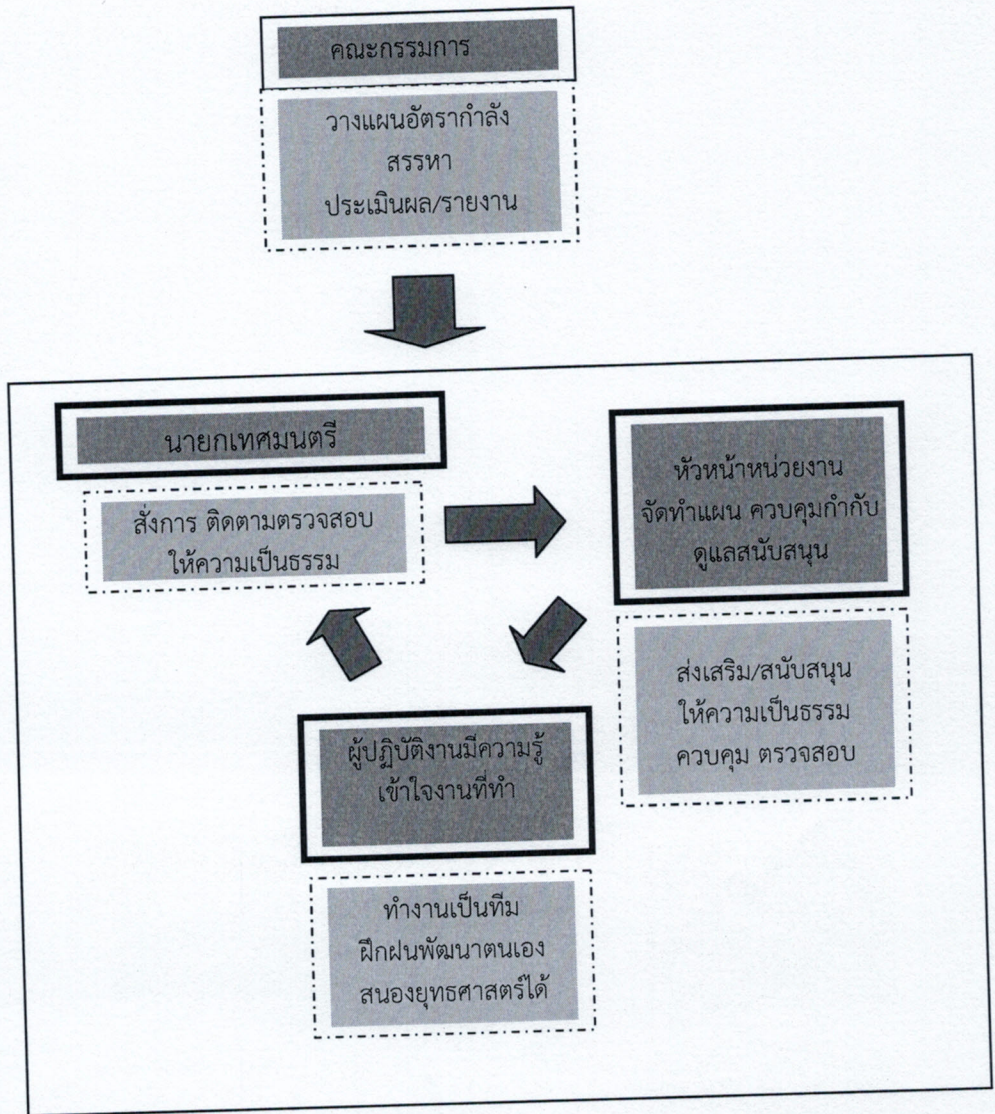 คณะกรรมการ
วางแผนอัตรากำลัง
สรรหา
ประเมินผล/รายงาน
นายกเทศมนตรี
สั่งการ ติดตามตรวจสอบ
ให้ความเป็นธรรม
หัวหน้าหน่วยงาน
จัดทำแผน ควบคุมกำกับ
ดูแลสนับสนุน
ส่งเสริม/สนับสนุน
ให้ความเป็นธรรม
ควบคุม ตรวจสอบ
ผู้ปฏิบัติงานมีความรู้
เข้าใจงานที่ทำ
ทำงานเป็นทีม
ฝึกฝนพัฒนาตนเอง
สนองยุทธศาสตร์ได้